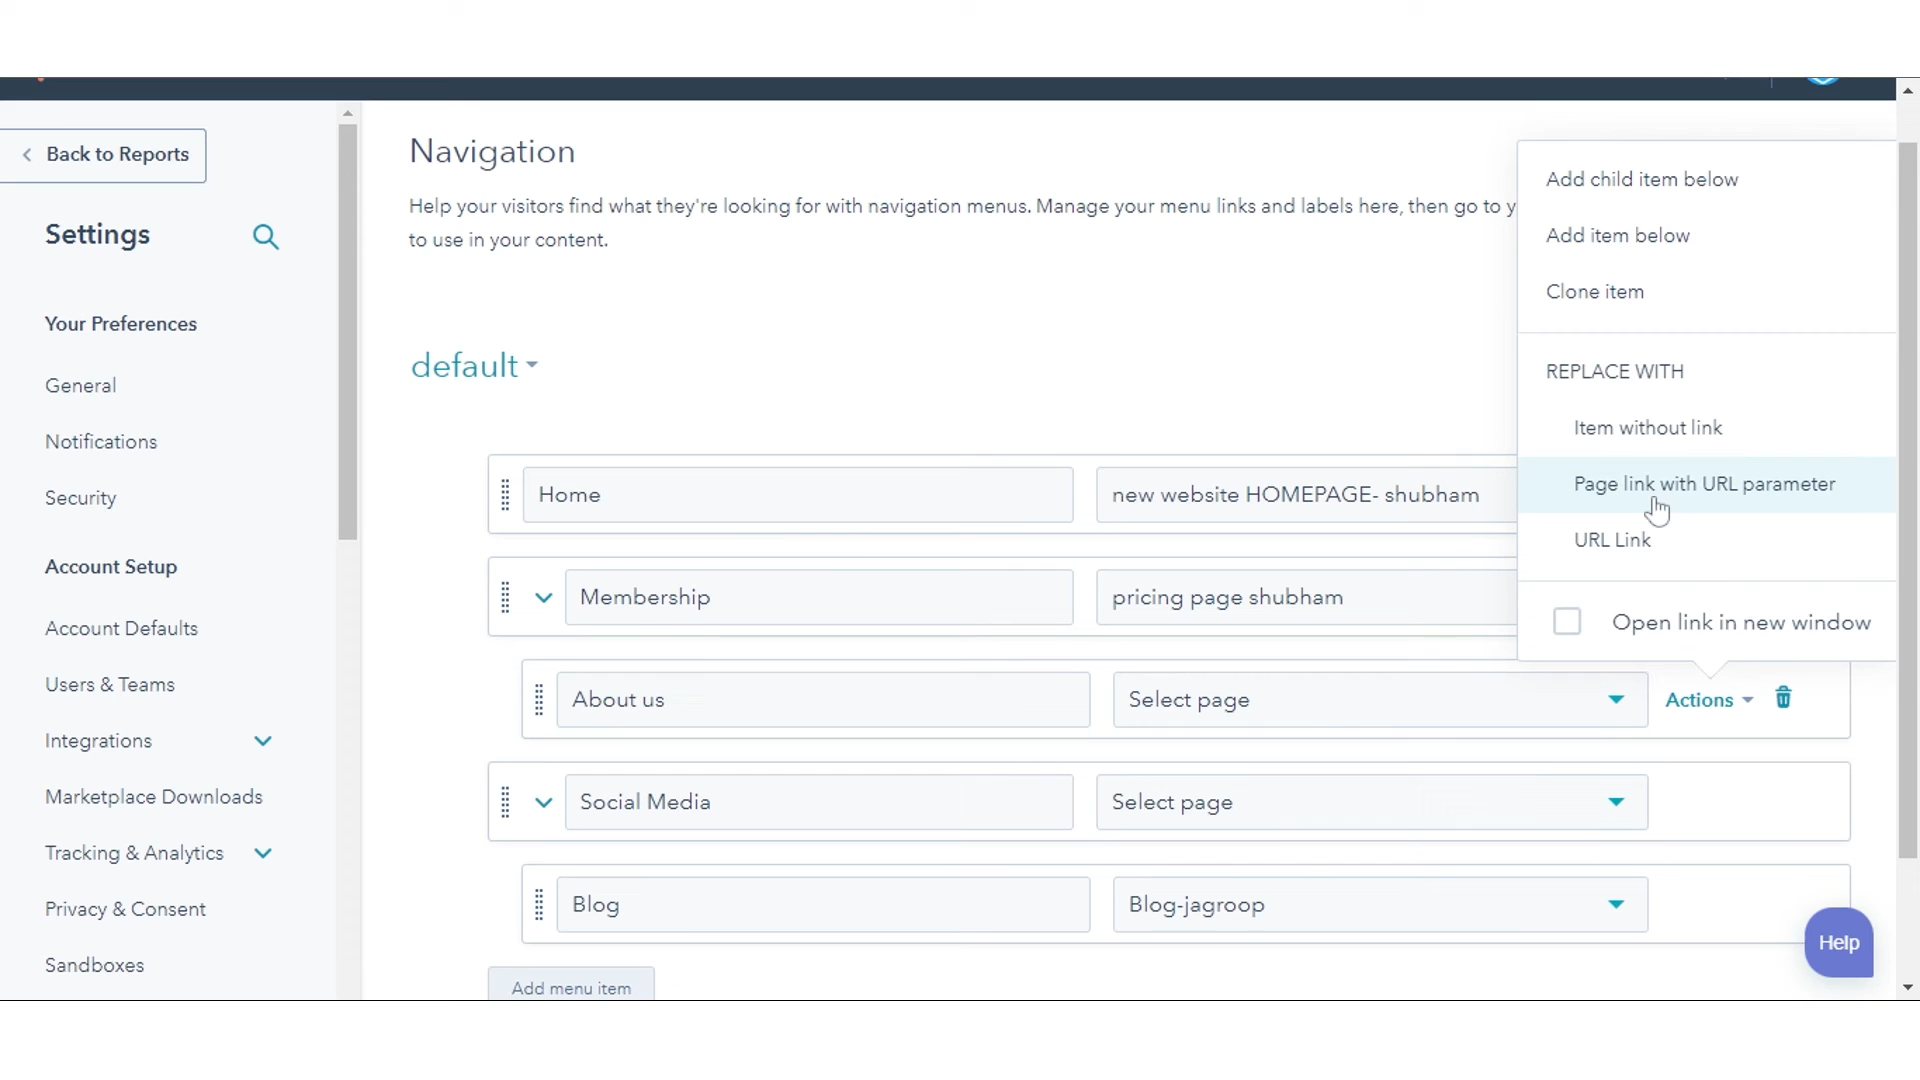 Back to Reports
Settings
Your Preferences
General
Notifications
Security
Account Setup
Account Defaults
Users & Teams
Integrations
Marketplace Downloads
Tracking & Analytics
Privacy & Consent
Sandboxes
Navigation
Help your visitors find what they're looking for with navigation menus. Manage your menu links and labels here, then go to y
to use in your content.
default
Home
new website HOMEPAGE- shubham
Membership
pricing page shubham
About us
Select page
Actions
Social Media
Select page
Blog
Blog-jagroop
Add menu item
Add child item below
Add item below
Clone item
REPLACE WITH
Item without link
Page link with URL parameter
URL Link
Open link in new window
Help